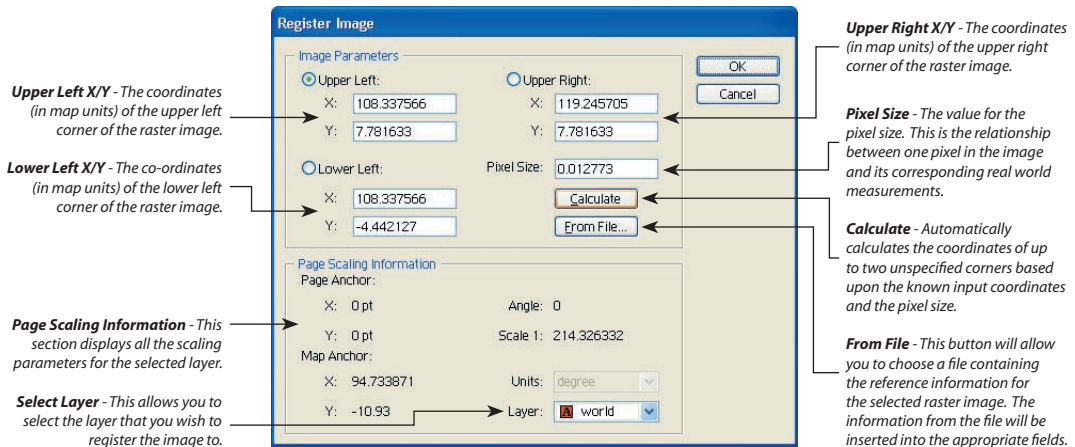 Upper Left X/Y - The coordinates
(in map units) of the upper left
corner of the raster image.
Lower Left X/Y - The co-ordinates
(in map units) of the lower left
corner of the raster image.
Page Scaling Information - This
section displays all the scaling
parameters for the selected layer.
Select Layer - This allows you to
select the layer that you wish to
register the image to.
Register Image
Image Parameters
Upper Left:
X: 108.337566
Y: 7.781633
Upper Right:
X: 119.245705
Y: 7.781633
Lower Left:
X: 108.337566
Y: -4.442127
Pixel Size: 0.012773
Calculate
From File...
OK
Cancel
Page Scaling Information
Page Anchor:
X: 0 pt
Y: 0 pt
Angle: 0
Scale 1: 214.326332
Map Anchor:
X: 94.733871
Y: -10.93
Units: degree
Layer: A world
Upper Right X/Y - The coordinates
(in map units) of the upper right
corner of the raster image.
Pixel Size - The value for the
pixel size. This is the relationship
between one pixel in the image
and its corresponding real world
measurements.
Calculate - Automatically
calculates the coordinates of up
to two unspecified corners based
upon the known input coordinates
and the pixel size.
From File - This button will allow
you to choose a file containing
the reference information for
the selected raster image. The
information from the file will be
inserted into the appropriate fields.